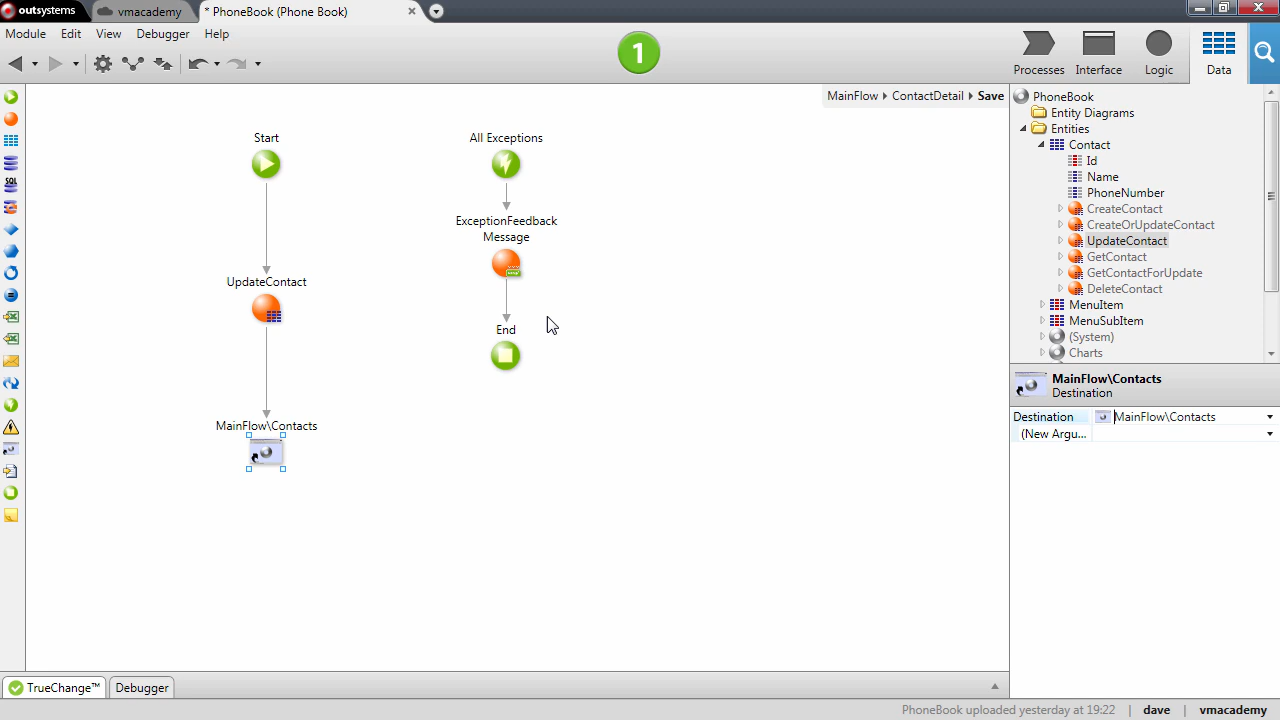 outsystems
vmacademy
* PhoneBook (Phone Book)
Module Edit View Debugger Help
1
Processes Interface Logic Data
MainFlow ContactDetail Save
Start
All Exceptions
ExceptionFeedback
Message
UpdateContact
End
MainFlow\Contacts
SQL
PhoneBook
Entity Diagrams
Entities
Contact
Id
Name
PhoneNumber
CreateContact
CreateOrUpdateContact
UpdateContact
GetContact
GetContactForUpdate
DeleteContact
MenuItem
MenuSubItem
(System)
Charts
MainFlow\Contacts
Destination
Destination MainFlow\Contacts
(New Argu...
TrueChange™ Debugger
PhoneBook uploaded yesterday at 19:22 | dave | vmacademy